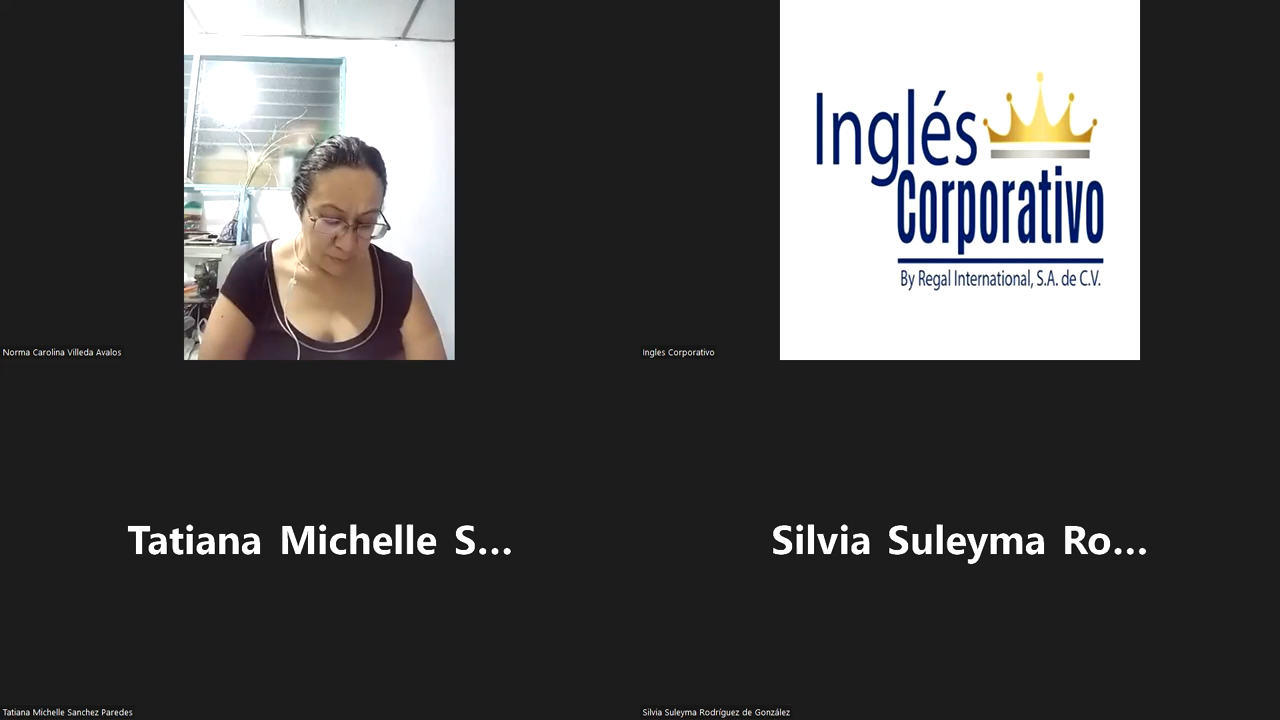 Inglés
Corporativo
By Regal International, S.A. de C.V.
Norma Carolina Villeda Avalos
Ingles Corporativo
Tatiana Michelle S...
Silvia Suleyma Ro...
Tatiana Michelle Sanchez Paredes
Silvia Suleyma Rodríguez de González